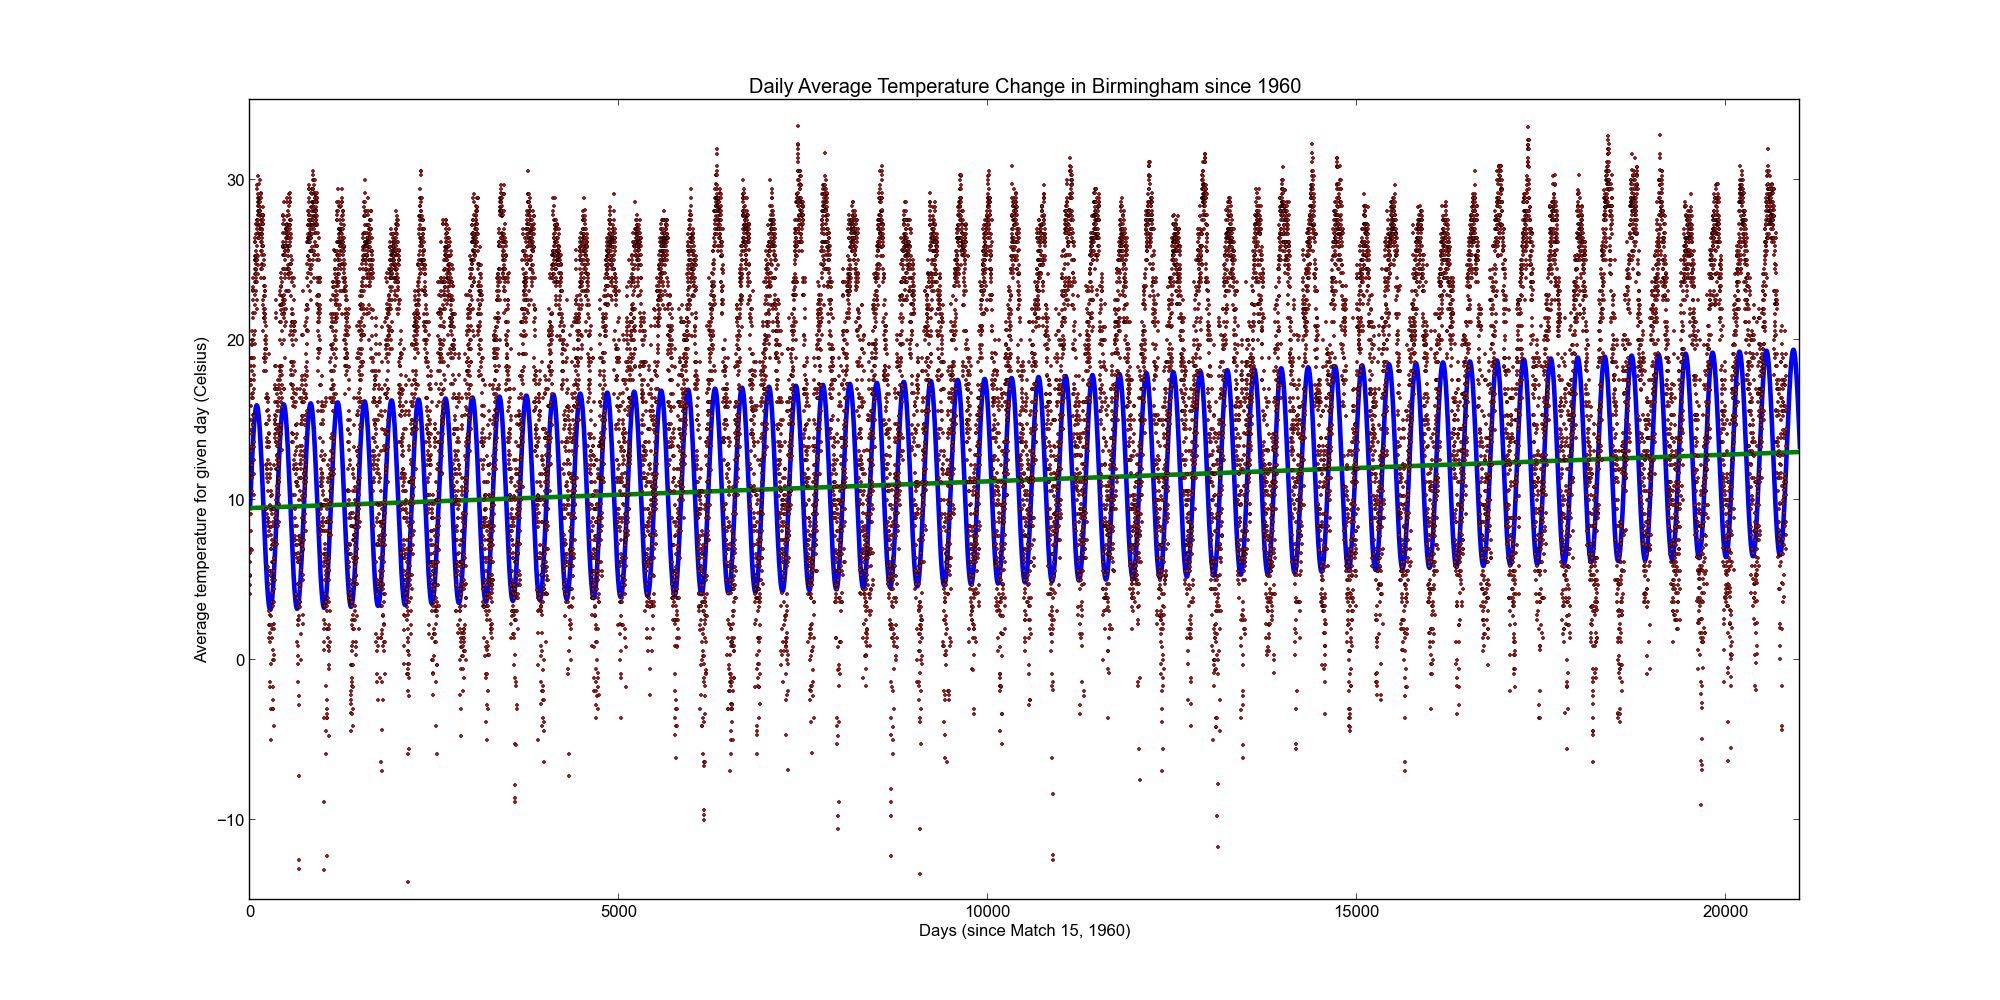 Daily Average Temperature Change in Birmingham since 1960
Average temperature for given day (Celsius)
30
20
10
0
−10
0 5000 10000 15000 20000
Days (since Match 15, 1960)